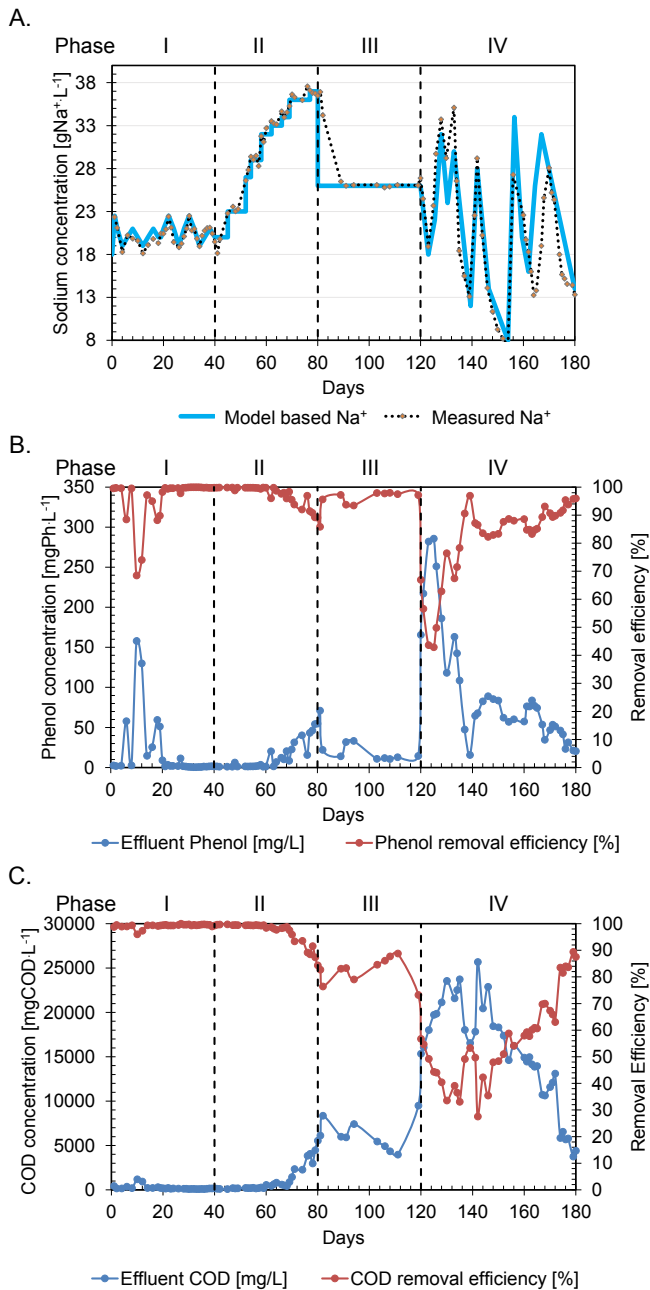 A.
Phase I II III IV
Sodium concentration [gNa⁺·L⁻¹]
38
33
28
23
18
13
8
0 20 40 60 80 100 120 140 160 180
Days
Model based Na⁺ Measured Na⁺
B.
Phase I II III IV
Phenol concentration [mgPh·L⁻¹]
350
300
250
200
150
100
50
0
100
90
80
70
60
50
40
30
20
10
0
Removal efficiency [%]
0 20 40 60 80 100 120 140 160 180
Days
Effluent Phenol [mg/L] Phenol removal efficiency [%]
C.
Phase I II III IV
COD concentration [mgCOD·L⁻¹]
30000
25000
20000
15000
10000
5000
0
100
90
80
70
60
50
40
30
20
10
0
Removal Efficiency [%]
0 20 40 60 80 100 120 140 160 180
Days
Effluent COD [mg/L] COD removal efficiency [%]